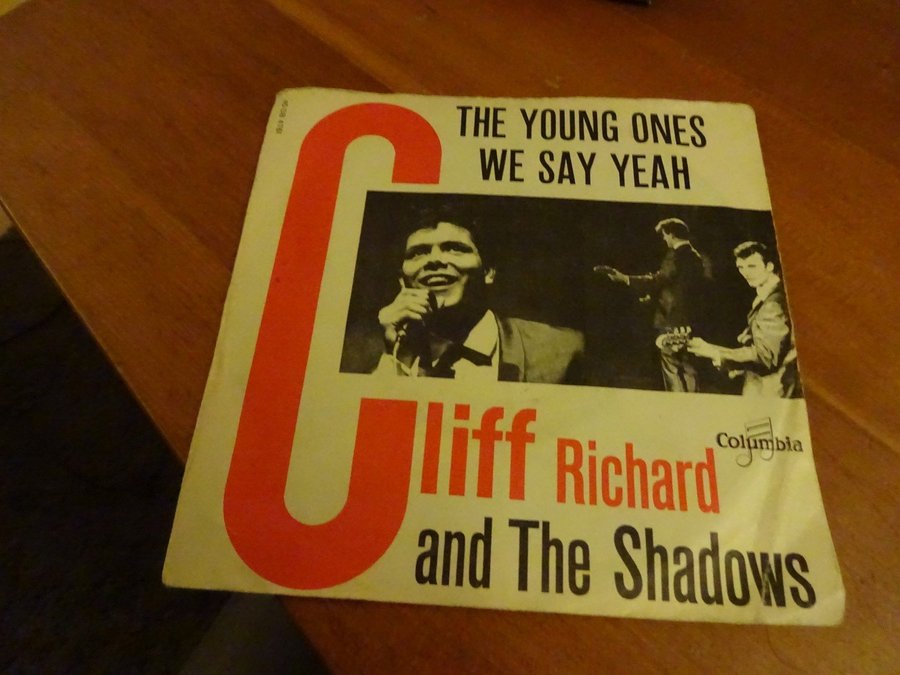 THE YOUNG ONES
WE SAY YEAH
Cliff Richard
Columbia
and The Shadows